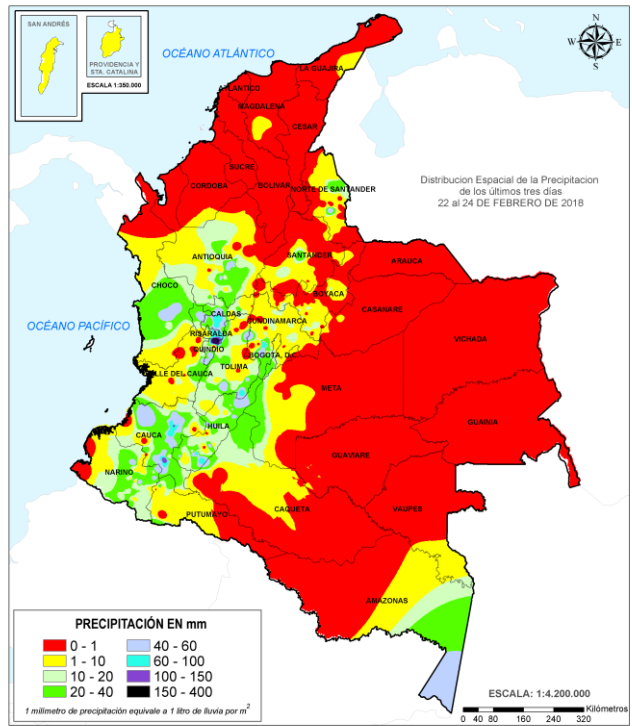 SAN ANDRÉS
PROVIDENCIA Y
STA. CATALINA
ESCALA 1:350.000
OCÉANO ATLÁNTICO
N
W E
S
LA GUAJIRA
ATLANTICO
MAGDALENA
CESAR
SUCRE
CORDOBA
BOLIVAR
NORTE DE SANTANDER
Distribucion Espacial de la Precipitacion
de los últimos tres días
22 al 24 DE FEBRERO DE 2018
ANTIOQUIA
SANTANDER
ARAUCA
CHOCO
BOYACA
CASANARE
OCÉANO PACÍFICO
CALDAS
CUNDINAMARCA
RISARALDA
VICHADA
QUINDIO
BOGOTA, D.C.
TOLIMA
VALLE DEL CAUCA
META
GUAINIA
CAUCA
HUILA
GUAVIARE
NARIÑO
PUTUMAYO
CAQUETA
VAUPES
AMAZONAS
PRECIPITACIÓN EN mm
0 - 1 40 - 60
1 - 10 60 - 100
10 - 20 100 - 150
20 - 40 150 - 400
1 milímetro de precipitación equivale a 1 litro de lluvia por m²
ESCALA: 1:4.200.000
Kilómetros
0 40 80 160 240 320